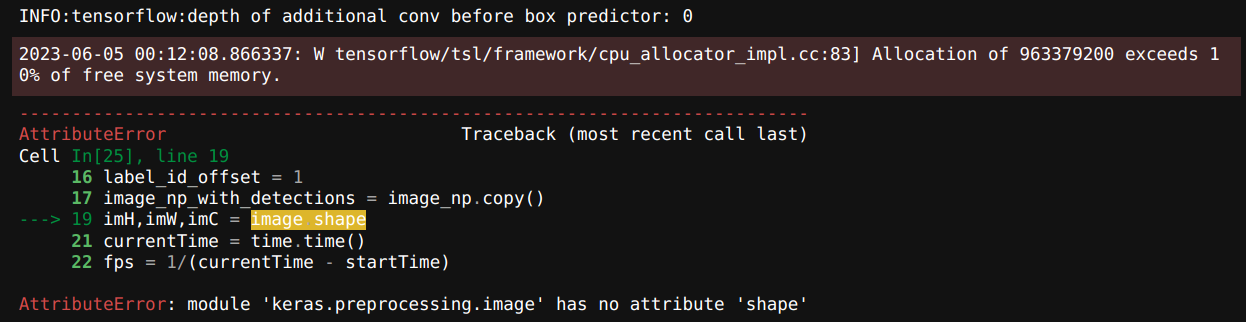 INFO:tensorflow:depth of additional conv before box predictor: 0
2023-06-05 00:12:08.866337: W tensorflow/tsl/framework/cpu_allocator_impl.cc:83] Allocation of 963379200 exceeds 1
0% of free system memory.
---------------------------------------------------------------------------
AttributeError                            Traceback (most recent call last)
Cell In[25], line 19
     16 label_id_offset = 1
     17 image_np_with_detections = image_np.copy()
---> 19 imH,imW,imC = image shape
     21 currentTime = time.time()
     22 fps = 1/(currentTime - startTime)
AttributeError: module 'keras.preprocessing.image' has no attribute 'shape'